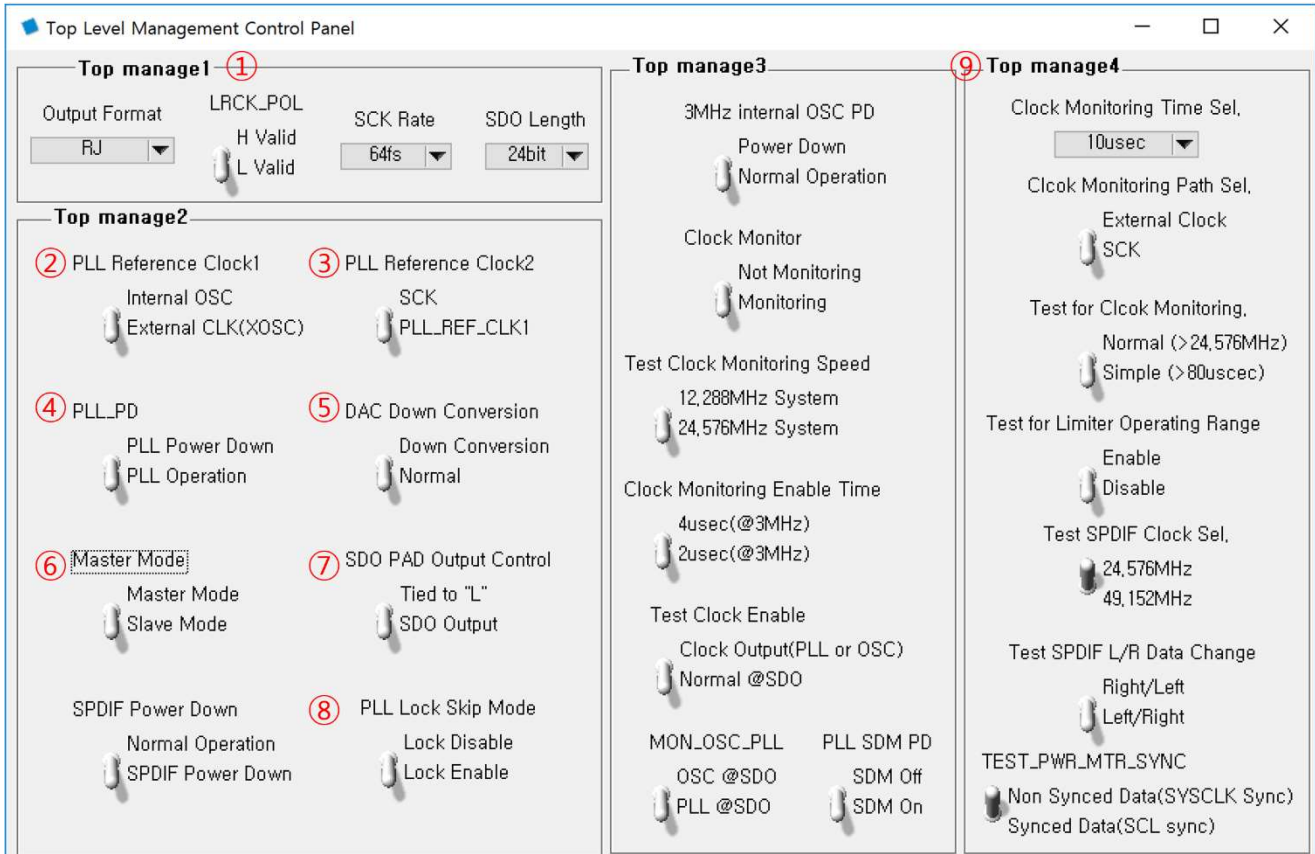 Top Level Management Control Panel
Top manage1 ①
Output Format
RJ
LRCK_POL
H Valid
L Valid
SCK Rate
64fs
SDO Length
24bit
Top manage2
② PLL Reference Clock1
Internal OSC
External CLK(XOSC)
③ PLL Reference Clock2
SCK
PLL_REF_CLK1
④ PLL_PD
PLL Power Down
PLL Operation
⑤ DAC Down Conversion
Down Conversion
Normal
⑥ Master Mode
Master Mode
Slave Mode
⑦ SDO PAD Output Control
Tied to "L"
SDO Output
SPDIF Power Down
Normal Operation
SPDIF Power Down
⑧ PLL Lock Skip Mode
Lock Disable
Lock Enable
Top manage3
3MHz internal OSC PD
Power Down
Normal Operation
Clock Monitor
Not Monitoring
Monitoring
Test Clock Monitoring Speed
12,288MHz System
24,576MHz System
Clock Monitoring Enable Time
4usec(@3MHz)
2usec(@3MHz)
Test Clock Enable
Clock Output(PLL or OSC)
Normal @SDO
MON_OSC_PLL
OSC @SDO
PLL @SDO
PLL SDM PD
SDM Off
SDM On
⑨ Top manage4
Clock Monitoring Time Sel,
10usec
Clcok Monitoring Path Sel,
External Clock
SCK
Test for Clcok Monitoring,
Normal (>24,576MHz)
Simple (>80uscec)
Test for Limiter Operating Range
Enable
Disable
Test SPDIF Clock Sel,
24,576MHz
49,152MHz
Test SPDIF L/R Data Change
Right/Left
Left/Right
TEST_PWR_MTR_SYNC
Non Synced Data(SYSCLK Sync)
Synced Data(SCL sync)